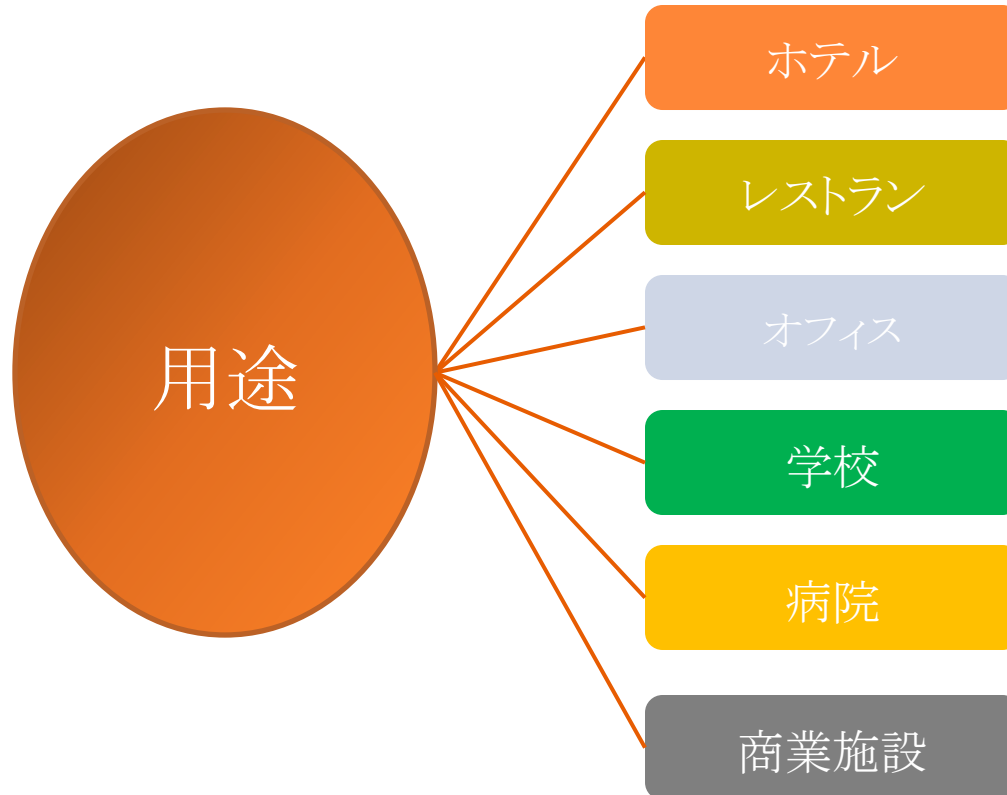 用途
ホテル
レストラン
オフィス
学校
病院
商業施設